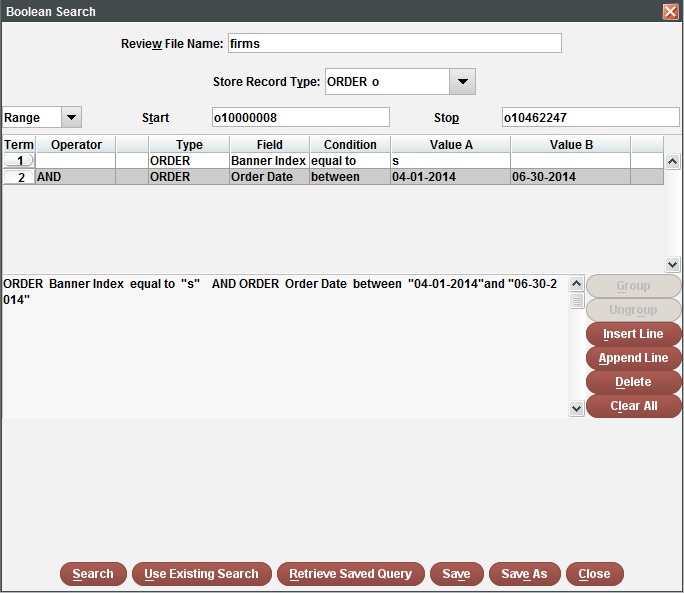 Boolean Search
Review File Name: firms
Store Record Type: ORDER o
Range Start o10000008 Stop o10462247
Term Operator Type Field Condition Value A Value B
1 ORDER Banner Index equal to s
2 AND ORDER Order Date between 04-01-2014 06-30-2014
ORDER Banner Index equal to "s" AND ORDER Order Date between "04-01-2014"and "06-30-2
014"
Group
Ungroup
Insert Line
Append Line
Delete
Clear All
Search Use Existing Search Retrieve Saved Query Save Save As Close